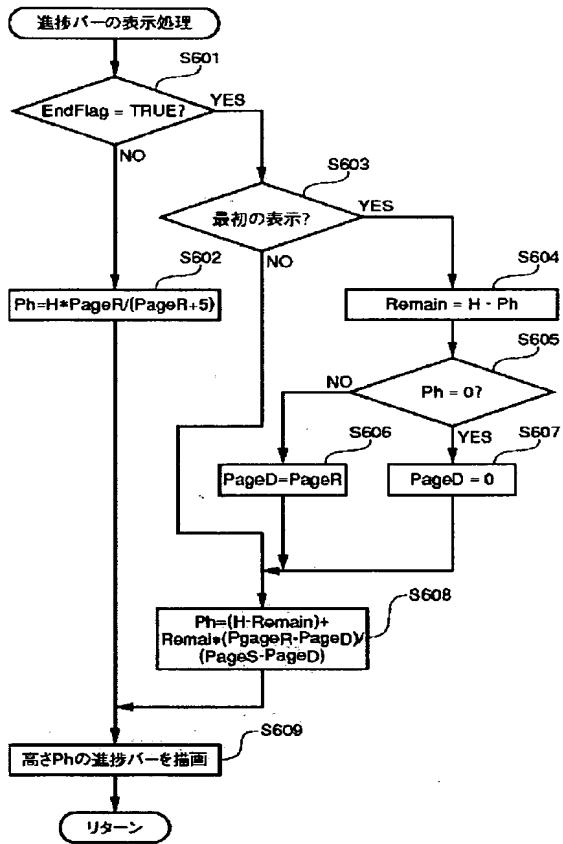 進捗バーの表示処理
S601
EndFlag = TRUE?
YES
NO
S603
最初の表示?
YES
NO
S602
Ph=H*PageR/(PageR+5)
S604
Remain = H - Ph
S605
Ph = 0?
NO
YES
S606
PageD=PageR
S607
PageD = 0
S608
Ph=(H-Remain)+
Remal*(PgageR-PageD)/
(PageS-PageD)
S609
高さPhの進捗バーを描画
リターン